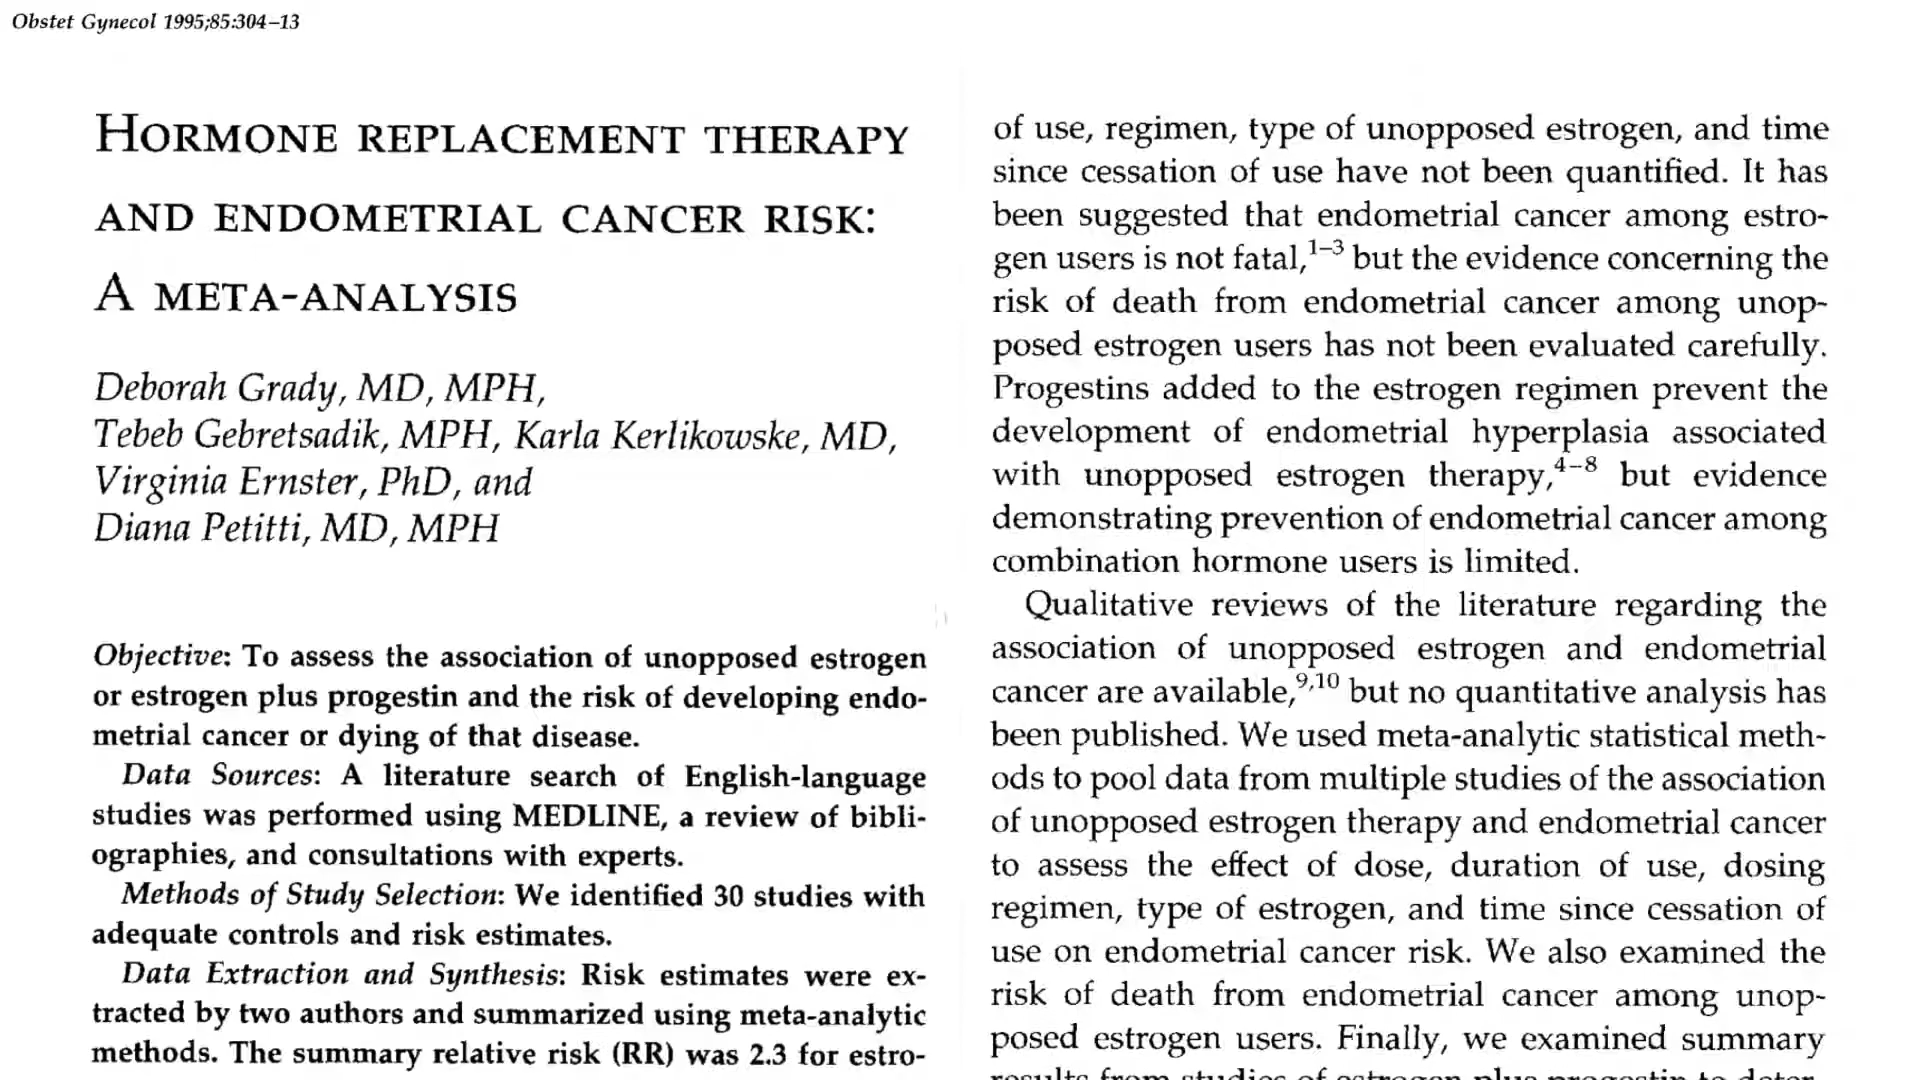 Obstet Gynecol 1995;85:304–13
HORMONE REPLACEMENT THERAPY
AND ENDOMETRIAL CANCER RISK:
A META-ANALYSIS
Deborah Grady, MD, MPH,
Tebeb Gebretsadik, MPH, Karla Kerlikowske, MD,
Virginia Ernster, PhD, and
Diana Petitti, MD, MPH
Objective: To assess the association of unopposed estrogen
or estrogen plus progestin and the risk of developing endo-
metrial cancer or dying of that disease.
Data Sources: A literature search of English-language
studies was performed using MEDLINE, a review of bibli-
ographies, and consultations with experts.
Methods of Study Selection: We identified 30 studies with
adequate controls and risk estimates.
Data Extraction and Synthesis: Risk estimates were ex-
tracted by two authors and summarized using meta-analytic
methods. The summary relative risk (RR) was 2.3 for estro-
of use, regimen, type of unopposed estrogen, and time
since cessation of use have not been quantified. It has
been suggested that endometrial cancer among estro-
gen users is not fatal,1–3 but the evidence concerning the
risk of death from endometrial cancer among unop-
posed estrogen users has not been evaluated carefully.
Progestins added to the estrogen regimen prevent the
development of endometrial hyperplasia associated
with unopposed estrogen therapy,4–8 but evidence
demonstrating prevention of endometrial cancer among
combination hormone users is limited.
Qualitative reviews of the literature regarding the
association of unopposed estrogen and endometrial
cancer are available,9,10 but no quantitative analysis has
been published. We used meta-analytic statistical meth-
ods to pool data from multiple studies of the association
of unopposed estrogen therapy and endometrial cancer
to assess the effect of dose, duration of use, dosing
regimen, type of estrogen, and time since cessation of
use on endometrial cancer risk. We also examined the
risk of death from endometrial cancer among unop-
posed estrogen users. Finally, we examined summary
results from studies of estrogen plus progestin to deter-